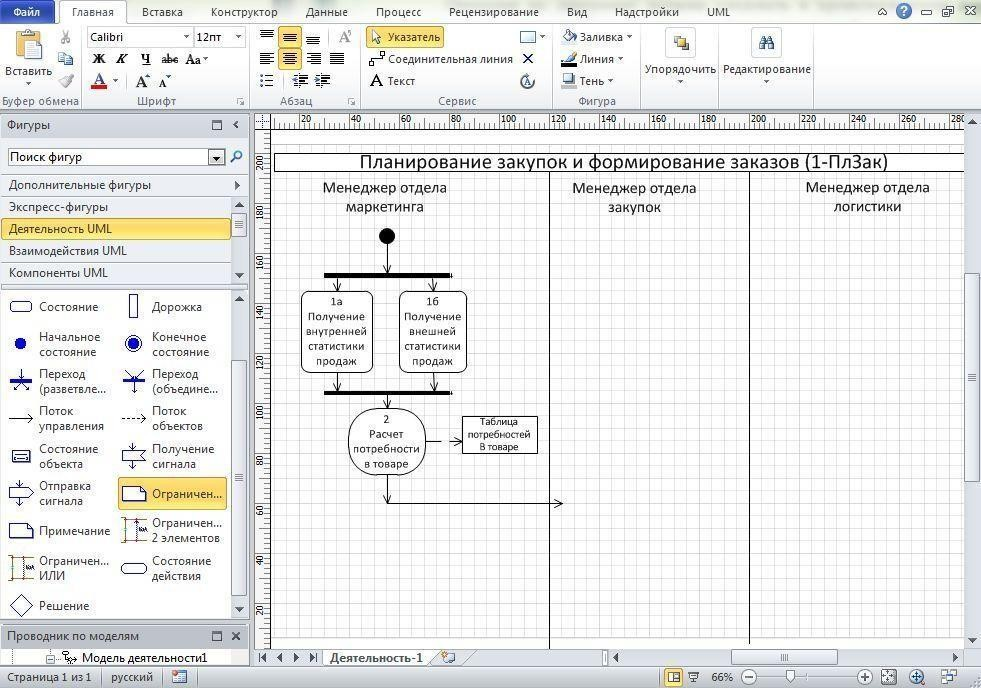 Файл Главная Вставка Конструктор Данные Процесс Рецензирование Вид Надстройки UML
Вставить
Буфер обмена
Calibri 12пт
Ж К Ч abc Aa
A A A
Шрифт
Абзац
Указатель
Соединительная линия
A Текст
Сервис
Заливка
Линия
Тень
Фигура
Упорядочить
Редактирование
Фигуры
Поиск фигур
Дополнительные фигуры
Экспресс-фигуры
Деятельность UML
Взаимодействия UML
Компоненты UML
Состояние
Дорожка
Начальное состояние
Конечное состояние
Переход (разветвле...
Переход (объедине...
Поток управления
Поток объектов
Состояние объекта
Получение сигнала
Отправка сигнала
Ограничен...
Примечание
Ограничен... 2 элементов
Ограничен... ИЛИ
Состояние действия
Решение
Проводник по моделям
Модель деятельности1
20 40 60 80 100 120 140 160 180 200 220 240 260 280
200
180
160
140
120
100
80
60
40
20
Планирование закупок и формирование заказов (1-ПлЗак)
Менеджер отдела
маркетинга
Менеджер отдела
закупок
Менеджер отдела
логистики
1а
Получение
внутренней
статистики
продаж
1б
Получение
внешней
статистики
продаж
2
Расчет
потребности
в товаре
Таблица
потребностей
В товаре
Деятельность-1
Страница 1 из 1 русский 66%